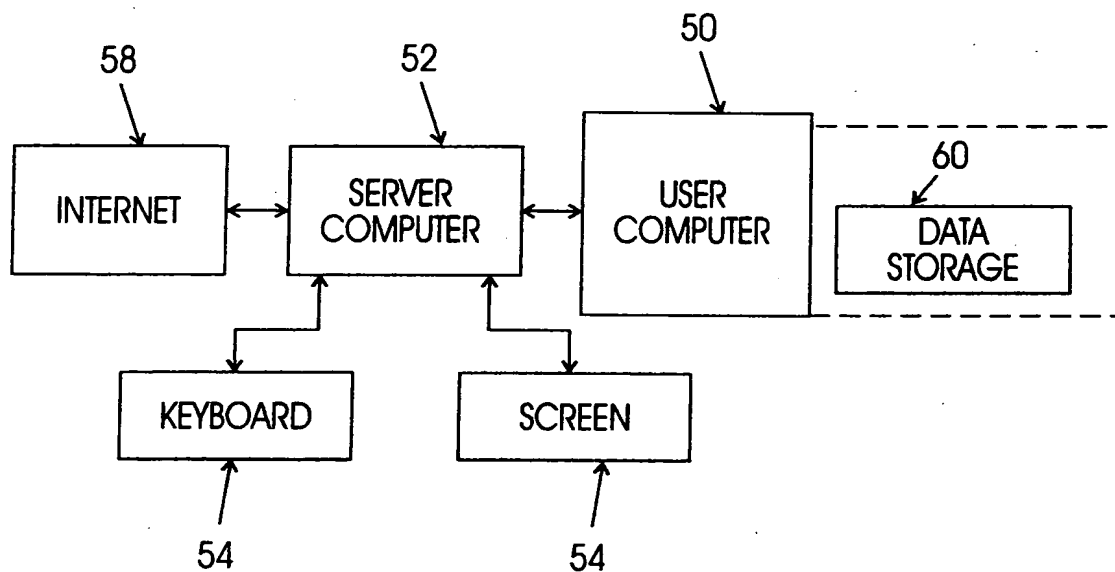 58
52
50
60
INTERNET
SERVER
COMPUTER
USER
COMPUTER
DATA
STORAGE
KEYBOARD
SCREEN
54
54